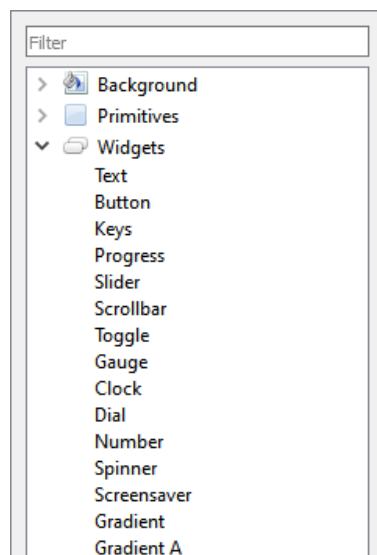 Filter
Background
Primitives
Widgets
Text
Button
Keys
Progress
Slider
Scrollbar
Toggle
Gauge
Clock
Dial
Number
Spinner
Screensaver
Gradient
Gradient A